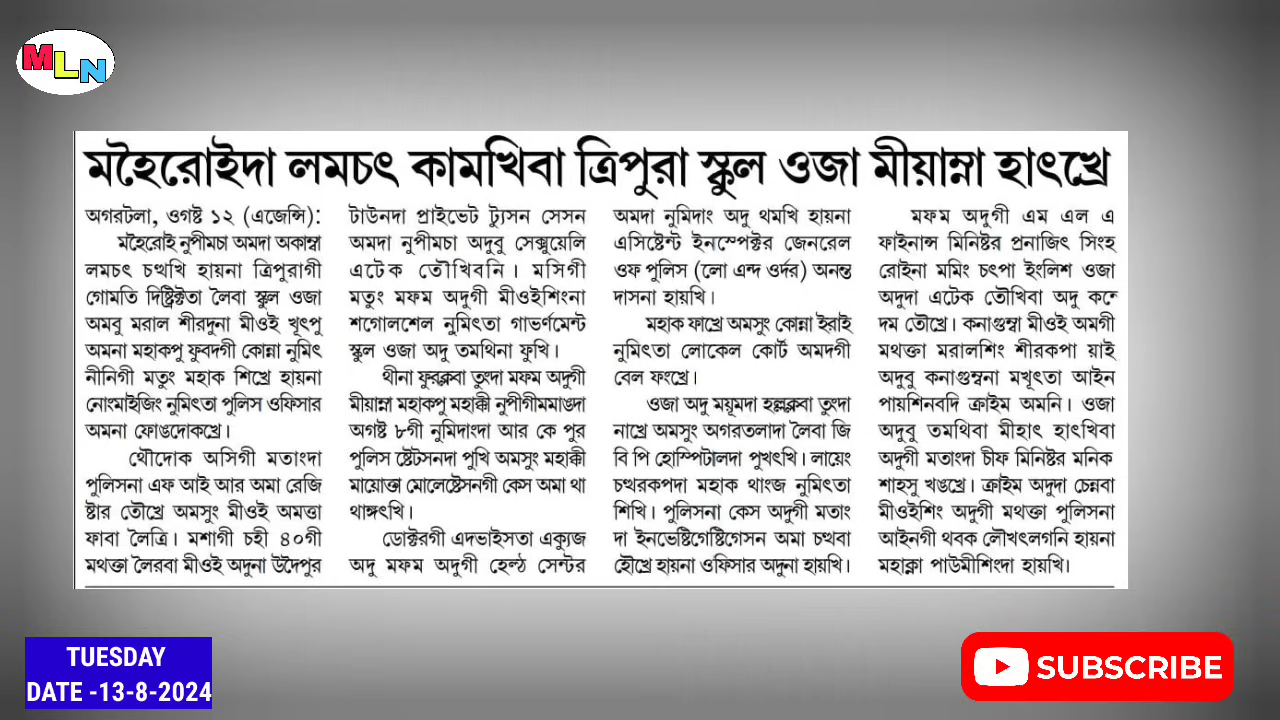 MLN
মহৈরোইদা লমচৎ কামখিবা ত্রিপুরা স্কুল ওজা মীয়াম্না হাৎখ্রে
অগরটলা, ওগষ্ট ১২ (এজেন্সি):
মহৈরোই নুপীমচা অমদা অকাম্বা
লমচৎ চত্থখি হায়না ত্রিপুরাগী
গোমতি দিষ্ট্রিক্টতা লৈবা স্কুল ওজা
অমবু মরাল শীরদুনা মীওই খূৎপু
অমনা মহাকপু ফুবদগী কোন্না নুমিৎ
নীনিগী মতুং মহাক শিখ্রে হায়না
নোংমাইজিং নুমিৎতা পুলিস ওফিসার
অমনা ফোঙদোকখ্রে।
থৌদোক অসিগী মতাংদা
পুলিসনা এফ আই আর অমা রেজি
ষ্টার তৌখ্রে অমসুং মীওই অমত্তা
ফাবা লৈত্রি। মশাগী চহী ৪০গী
মথক্তা লৈরবা মীওই অদুনা উদৈপুর
টাউনদা প্রাইভেট ট্যুসন সেসন
অমদা নুপীমচা অদুবু সেক্সুয়েলি
এটেক তৌখিবনি। মসিগী
মতুং মফম অদুগী মীওইশিংনা
শগোলশেল নুমিৎতা গাভর্ণমেন্ট
স্কুল ওজা অদু তমথিনা ফুখি।
থীনা ফুরক্লবা তুংদা মফম অদুগী
মীয়াম্না মহাকপু মহাক্কী নুপীগীমমাঙদা
অগষ্ট ৮গী নুমিদাংদা আর কে পুর
পুলিস ষ্টেটসনদা পুখি অমসুং মহাক্কী
মায়োক্তা মোলেষ্টেসনগী কেস অমা থা
থাঙ্গৎখি।
ডোক্টরগী এদভাইসতা এক্যুজ
অদু মফম অদুগী হেল্ঠ সেন্টর
অমদা নুমিদাং অদু থমখি হায়না
এসিষ্টেন্ট ইনস্পেক্টর জেনরেল
ওফ পুলিস (লো এন্দ ওর্দর) অনন্ত
দাসনা হায়খি।
মহাক ফাখ্রে অমসুং কোন্না ইরাই
নুমিৎতা লোকেল কোর্ট অমদগী
বেল ফংখ্রে।
ওজা অদু ময়ূমদা হল্লক্লবা তুংদা
নাখ্রে অমসুং অগরতলাদা লৈবা জি
বি পি হোস্পিটালদা পুখৎখি। লায়েং
চত্থরকপদা মহাক থাংজ নুমিৎতা
শিখি। পুলিসনা কেস অদুগী মতাং
দা ইনভেষ্টিগেষ্টিগেসন অমা চত্থবা
হৌখ্রে হায়না ওফিসার অদুনা হায়খি।
মফম অদুগী এম এল এ
ফাইনান্স মিনিষ্টর প্রনাজিৎ সিংহ
রোইনা মমিং চৎপা ইংলিশ ওজা
অদুদা এটেক তৌখিবা অদু কন্দে
দম তৌখ্রে। কনাগুম্বা মীওই অমগী
মথক্তা মরালশিং শীরকপা য়াই
অদুবু কনাগুম্বনা মখূৎতা আইন
পায়শিনবদি ক্রাইম অমনি। ওজা
অদুবু তমথিবা মীহাৎ হাৎখিবা
অদুগী মতাংদা চীফ মিনিষ্টর মনিক
শাহসু খঙখ্রে। ক্রাইম অদুদা চেন্নবা
মীওইশিং অদুগী মথক্তা পুলিসনা
আইনগী থবক লৌখৎলগনি হায়না
মহাক্না পাউমীশিংদা হায়খি।
TUESDAY
DATE -13-8-2024
SUBSCRIBE